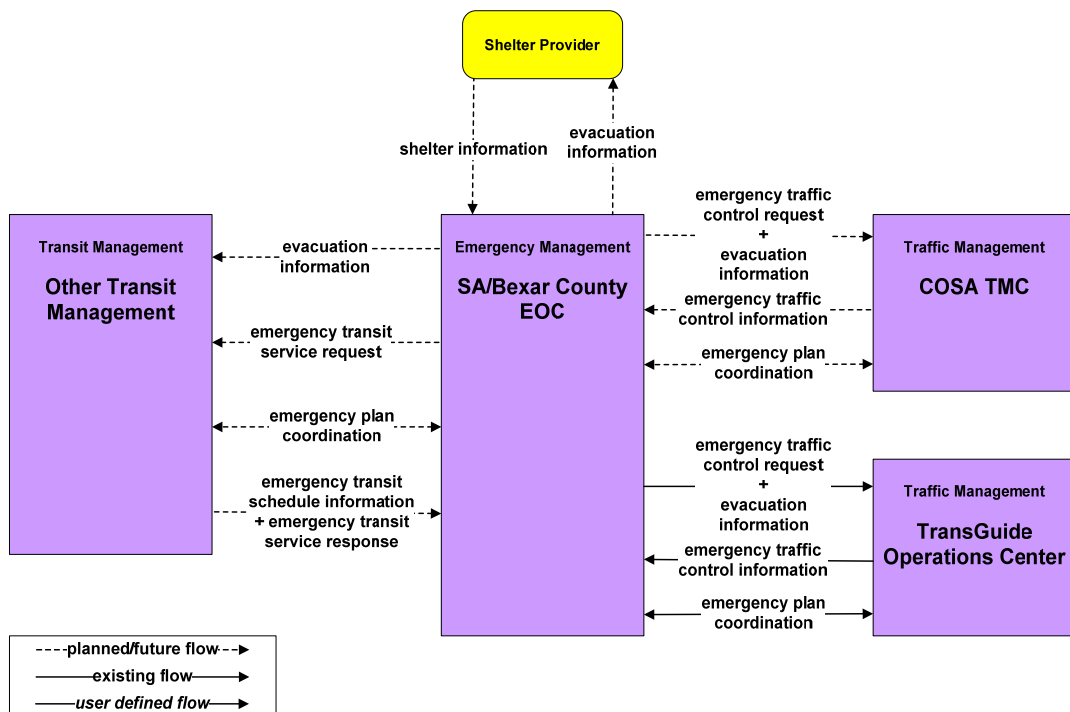 Shelter Provider
shelter information
evacuation
information
Transit Management
Other Transit
Management
evacuation
information
emergency transit
service request
emergency plan
coordination
emergency transit
schedule information
+ emergency transit
service response
Emergency Management
SA/Bexar County
EOC
emergency traffic
control request
+
evacuation
information
emergency traffic
control information
emergency plan
coordination
Traffic Management
COSA TMC
emergency traffic
control request
+
evacuation
information
emergency traffic
control information
emergency plan
coordination
Traffic Management
TransGuide
Operations Center
planned/future flow
existing flow
user defined flow